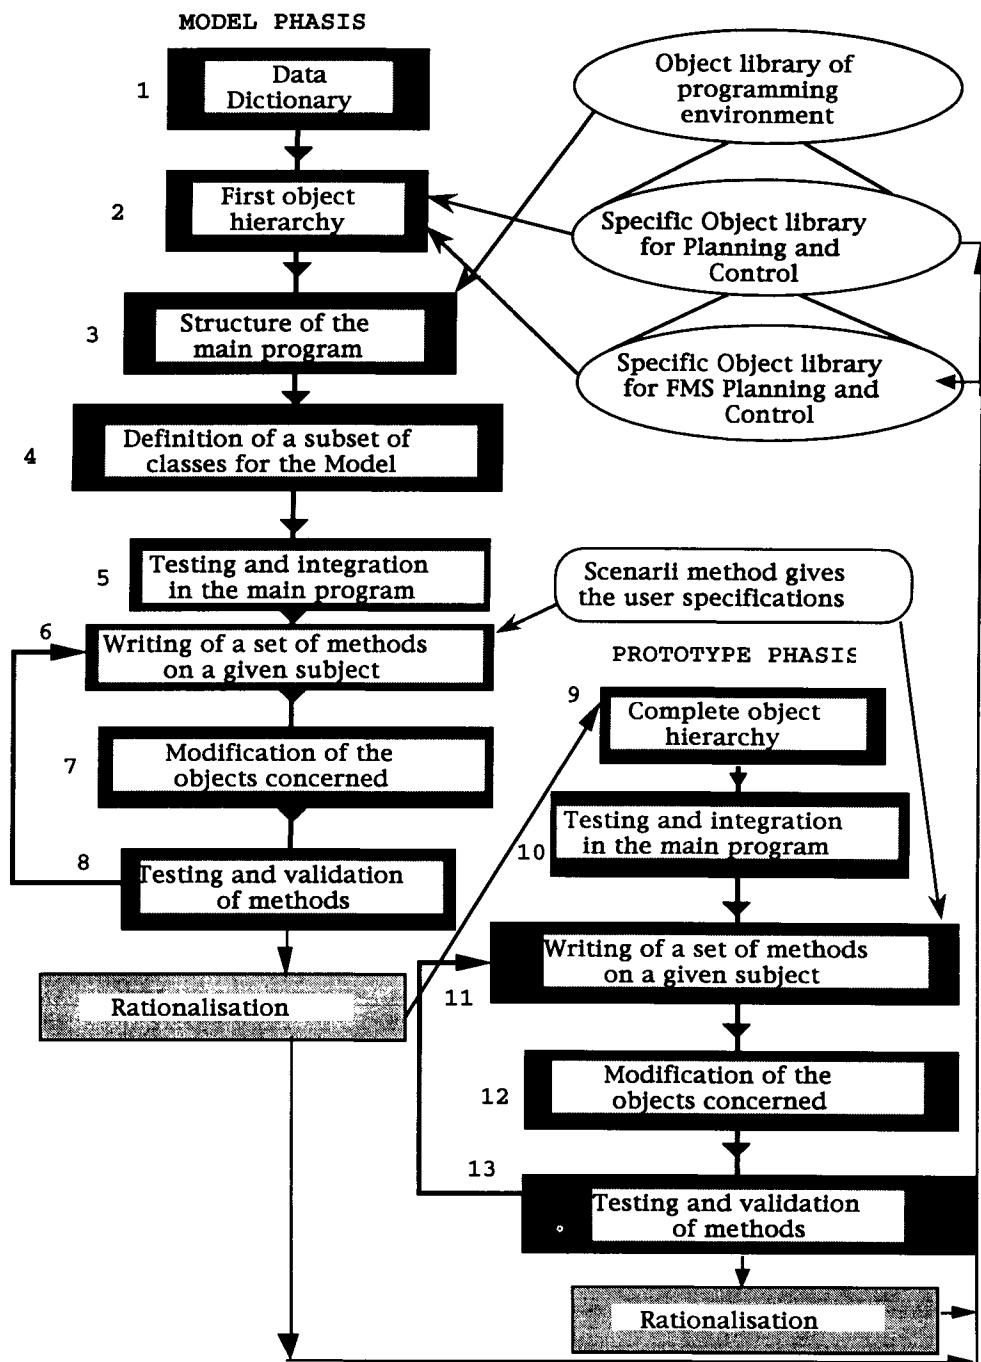 MODEL PHASIS
1
Data
Dictionary
2
First object
hierarchy
3
Structure of the
main program
4
Definition of a subset of
classes for the Model
5
Testing and integration
in the main program
6
Writing of a set of methods
on a given subject
7
Modification of the
objects concerned
8
Testing and validation
of methods
Rationalisation
Object library of
programming
environment
Specific Object library
for Planning and
Control
Specific Object library
for FMS Planning and
Control
Scenarii method gives
the user specifications
PROTOTYPE PHASIS
9
Complete object
hierarchy
10
Testing and integration
in the main program
11
Writing of a set of methods
on a given subject
12
Modification of the
objects concerned
13
Testing and validation
of methods
Rationalisation